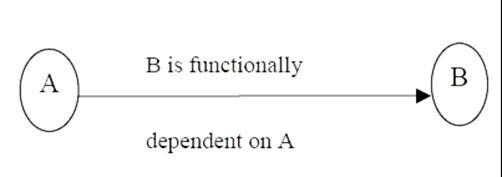 A
B is functionally
B
dependent on A